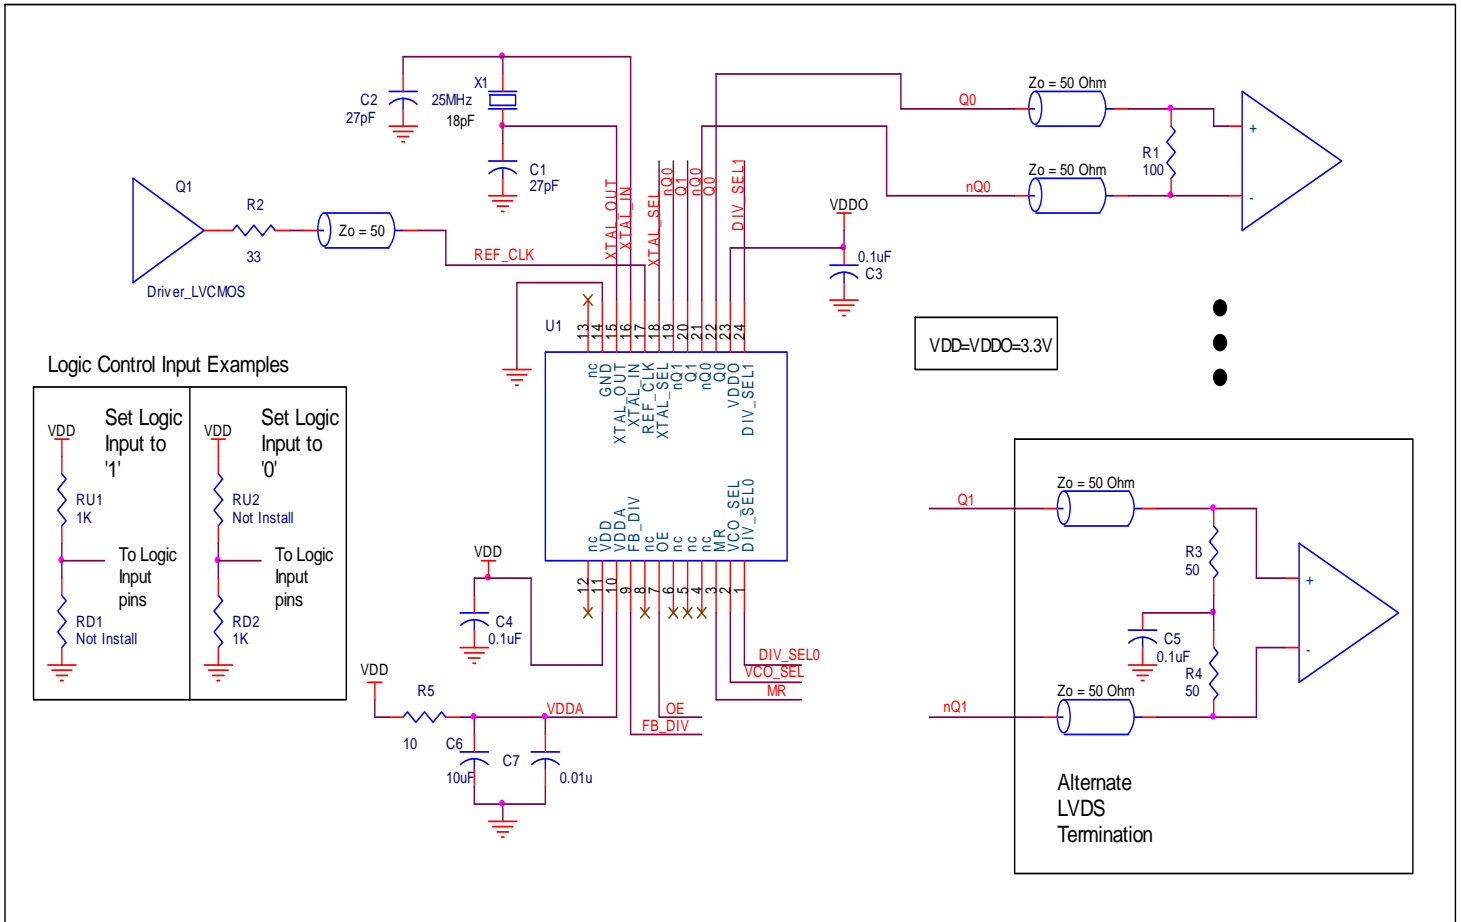 X1
25MHz
18pF
C2
27pF
C1
27pF
Q1
R2
33
Zo = 50
Driver_LVCMOS
REF_CLK
XTAL_OUT
XTAL_IN
XTAL_SEL
nQ0
Q1
nQ0
Q0
DIV_SEL1
VDDO
0.1uF
C3
Q0
Zo = 50 Ohm
nQ0
Zo = 50 Ohm
R1
100
+
-
VDD=VDDO=3.3V
U1
13
14
15
16
17
18
19
20
21
22
23
24
nc
GND
XTAL_OUT
XTAL_IN
REF_CLK
XTAL_SEL
nQ1
Q1
nQ0
Q0
VDDO
DIV_SEL1
nc
VDD
VDDA
FB_DIV
nc
OE
nc
nc
nc
MR
VCO_SEL
DIV_SEL0
12
11
10
9
8
7
6
5
4
3
2
1
Logic Control Input Examples
VDD
Set Logic
Input to
'1'
RU1
1K
To Logic
Input
pins
RD1
Not Install
VDD
Set Logic
Input to
'0'
RU2
Not Install
To Logic
Input
pins
RD2
1K
VDD
C4
0.1uF
VDD
R5
10
VDDA
C6
10uF
C7
0.01u
DIV_SEL0
VCO_SEL
MR
OE
FB_DIV
Q1
Zo = 50 Ohm
R3
50
C5
0.1uF
R4
50
nQ1
Zo = 50 Ohm
+
-
Alternate
LVDS
Termination